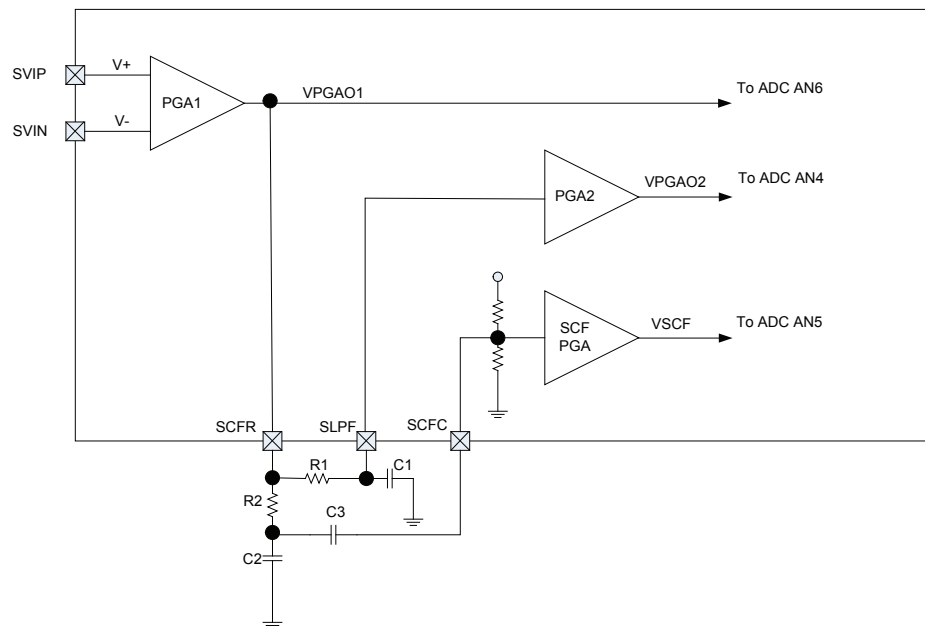 SVIP
V+
PGA1
VPGAO1
To ADC AN6
SVIN
V-
PGA2
VPGAO2
To ADC AN4
SCF
PGA
VSCF
To ADC AN5
SCFR
SLPF
SCFC
R1
C1
R2
C3
C2